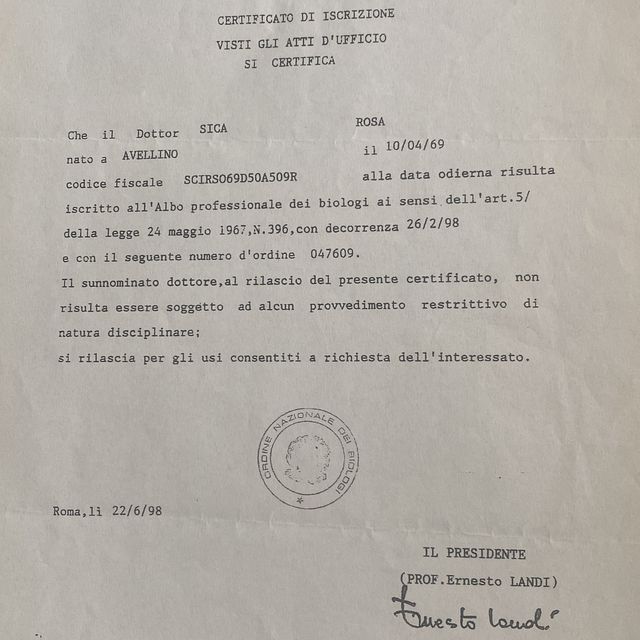 CERTIFICATO DI ISCRIZIONE
VISTI GLI ATTI D'UFFICIO
SI CERTIFICA
Che il Dottor SICA ROSA
nato a AVELLINO il 10/04/69
codice fiscale SCIRSO69D50A509R alla data odierna risulta
iscritto all'Albo professionale dei biologi ai sensi dell'art.5/
della legge 24 maggio 1967,N.396,con decorrenza 26/2/98
e con il seguente numero d'ordine 047609.
Il sunnominato dottore,al rilascio del presente certificato, non
risulta essere soggetto ad alcun provvedimento restrittivo di
natura disciplinare;
si rilascia per gli usi consentiti a richiesta dell'interessato.
ORDINE NAZIONALE DEI BIOLOGI *
Roma,lì 22/6/98
IL PRESIDENTE
(PROF.Ernesto LANDI)
Ernesto Landi